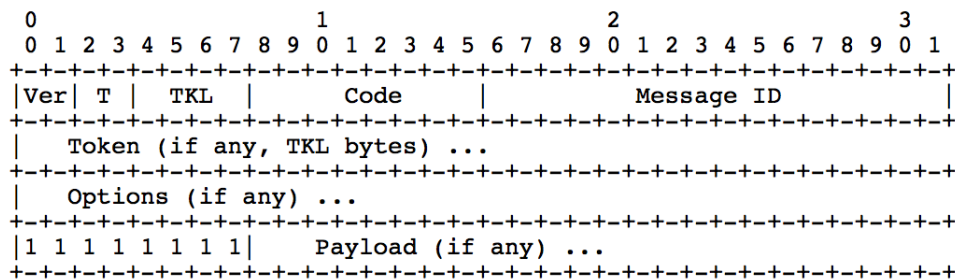 0                   1                   2                   3
 0 1 2 3 4 5 6 7 8 9 0 1 2 3 4 5 6 7 8 9 0 1 2 3 4 5 6 7 8 9 0 1
+-+-+-+-+-+-+-+-+-+-+-+-+-+-+-+-+-+-+-+-+-+-+-+-+-+-+-+-+-+-+-+-+
|Ver| T |  TKL  |      Code     |          Message ID           |
+-+-+-+-+-+-+-+-+-+-+-+-+-+-+-+-+-+-+-+-+-+-+-+-+-+-+-+-+-+-+-+-+
|   Token (if any, TKL bytes) ...
+-+-+-+-+-+-+-+-+-+-+-+-+-+-+-+-+-+-+-+-+-+-+-+-+-+-+-+-+-+-+-+-+
|   Options (if any) ...
+-+-+-+-+-+-+-+-+-+-+-+-+-+-+-+-+-+-+-+-+-+-+-+-+-+-+-+-+-+-+-+-+
|1 1 1 1 1 1 1 1|    Payload (if any) ...
+-+-+-+-+-+-+-+-+-+-+-+-+-+-+-+-+-+-+-+-+-+-+-+-+-+-+-+-+-+-+-+-+